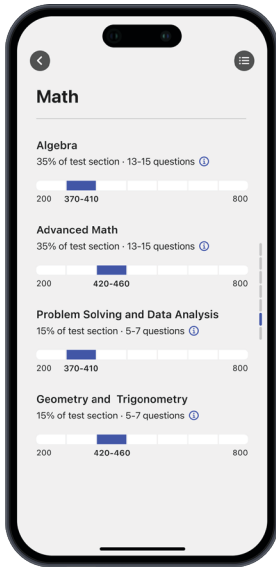 Math
Algebra
35% of test section · 13-15 questions
200 370-410 800
Advanced Math
35% of test section · 13-15 questions
200 420-460 800
Problem Solving and Data Analysis
15% of test section · 5-7 questions
200 370-410 800
Geometry and  Trigonometry
15% of test section · 5-7 questions
200 420-460 800